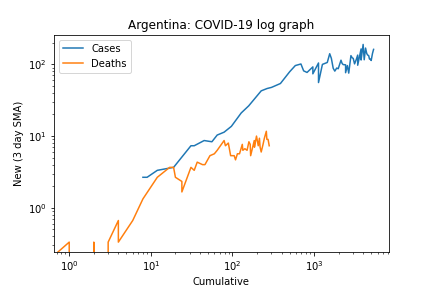 Argentina: COVID-19 log graph
Cases
Deaths
New (3 day SMA)
10²
10¹
10⁰
10⁰ 10¹ 10² 10³
Cumulative